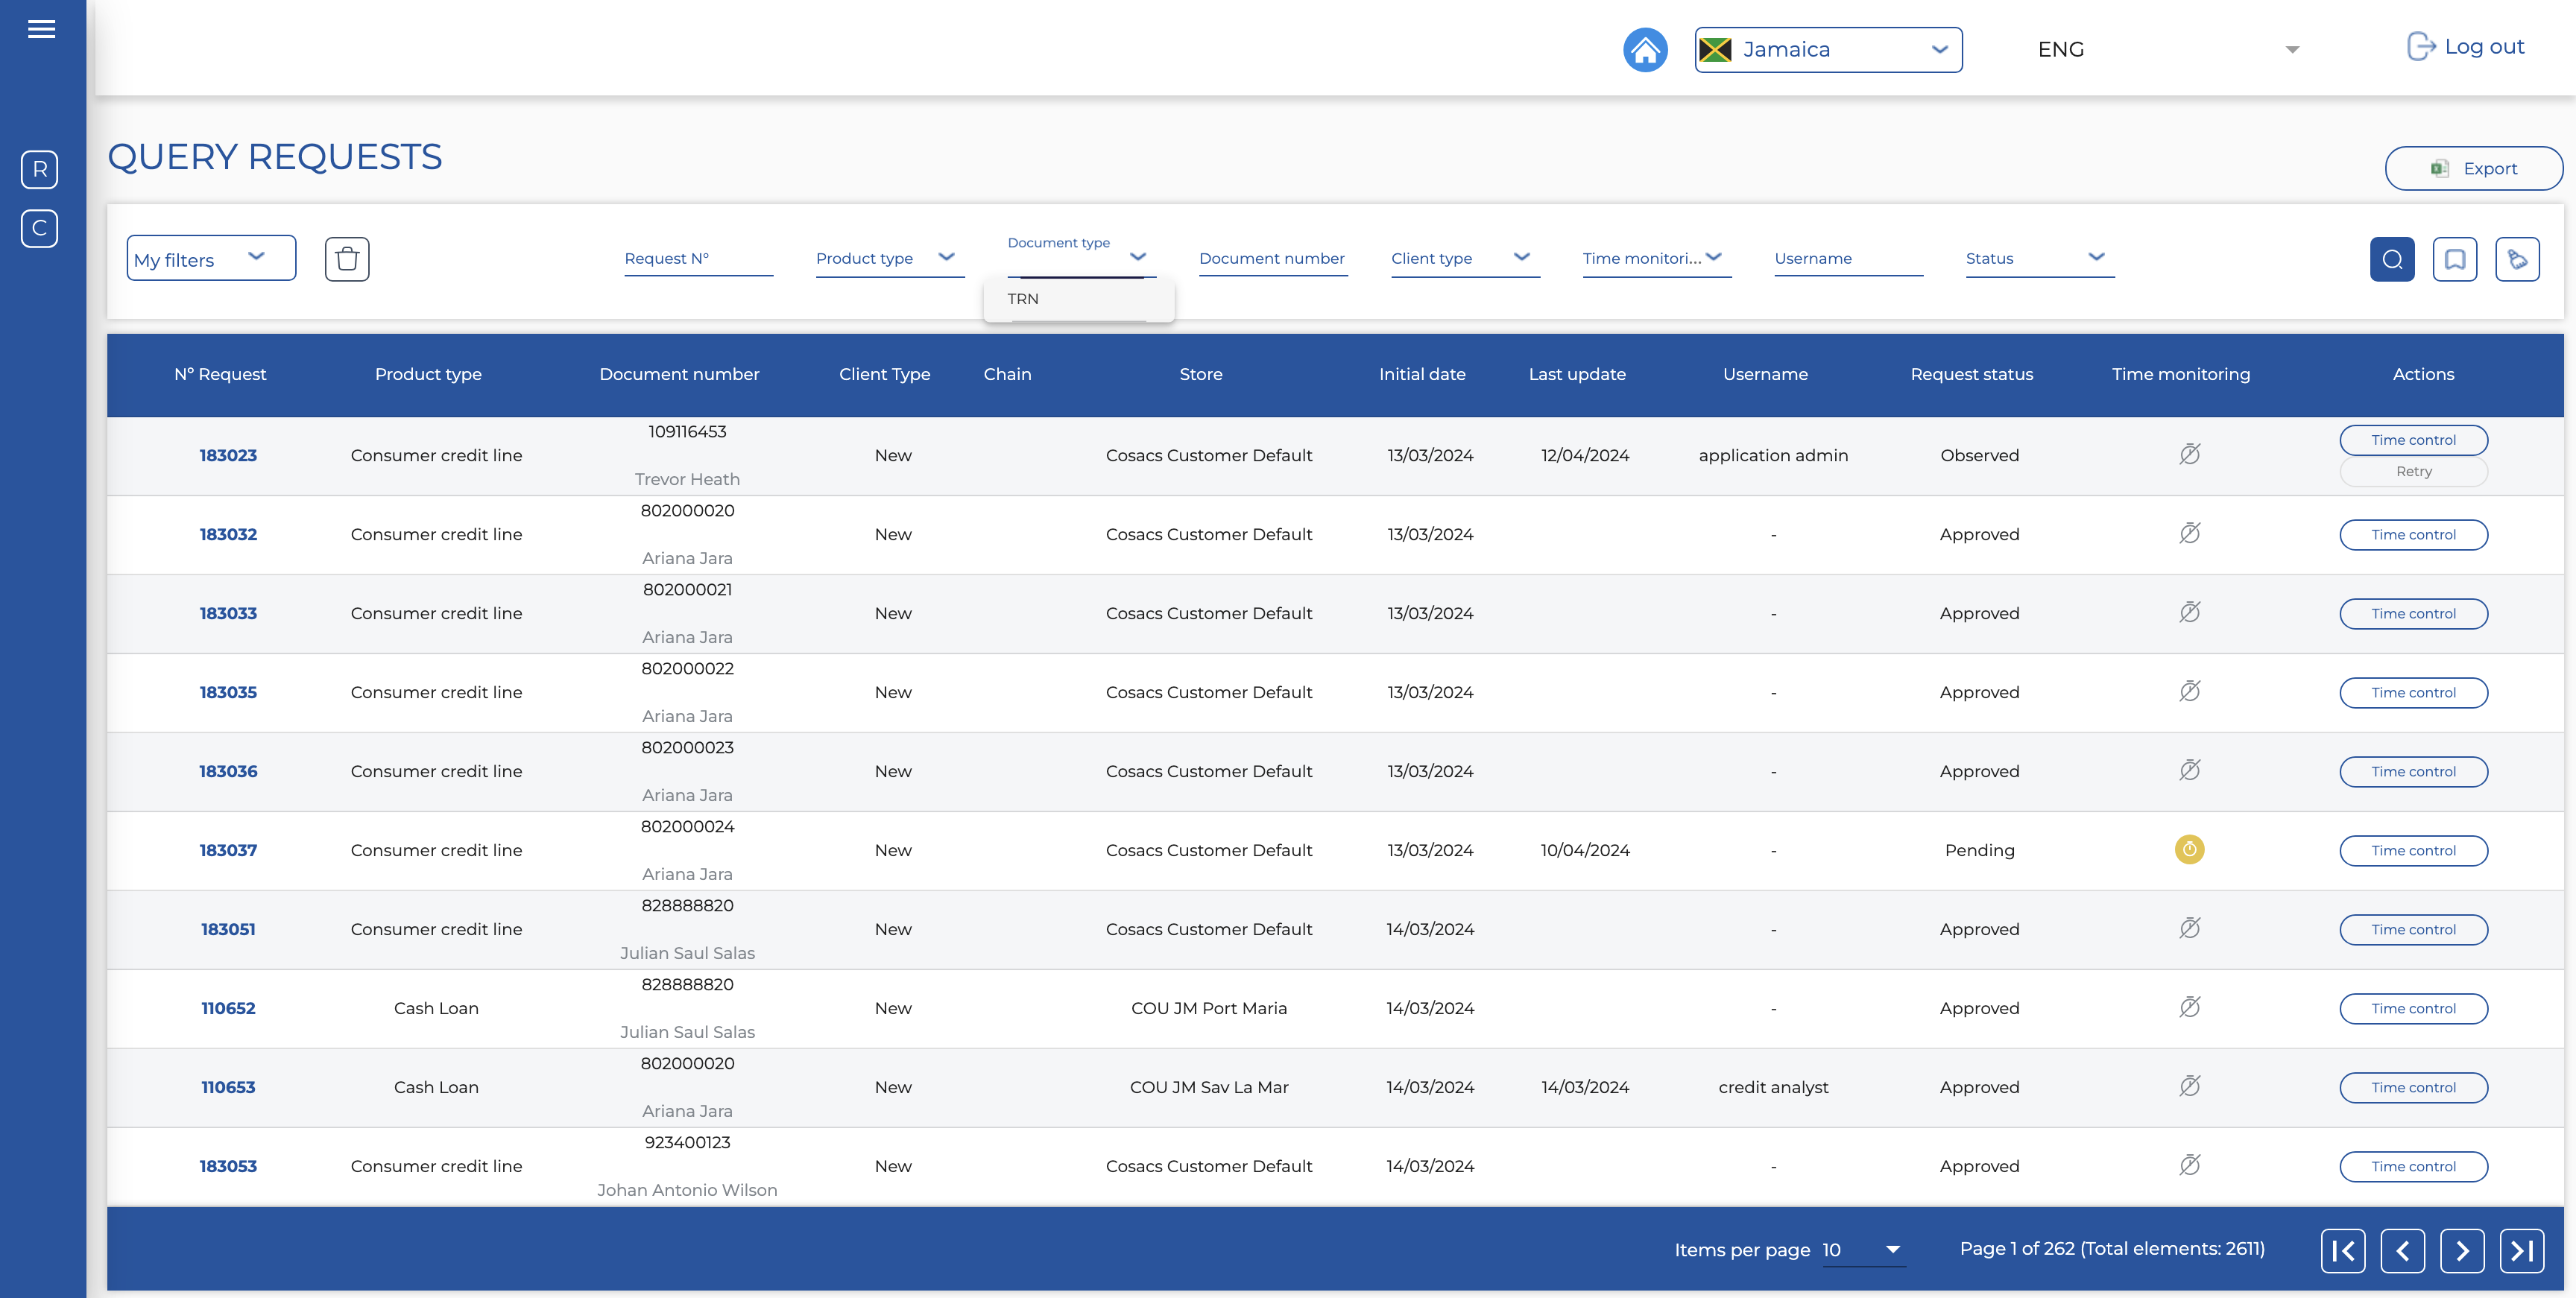 Jamaica
ENG
Log out
R
C
QUERY REQUESTS
Export
My filters
Request N°
Product type
Document type
TRN
Document number
Client type
Time monitori...
Username
Status
N° Request Product type Document number Client Type Chain Store Initial date Last update Username Request status Time monitoring Actions
109116453
183023 Consumer credit line New Cosacs Customer Default 13/03/2024 12/04/2024 application admin Observed Time control
Trevor Heath Retry
802000020
183032 Consumer credit line New Cosacs Customer Default 13/03/2024 - Approved Time control
Ariana Jara
802000021
183033 Consumer credit line New Cosacs Customer Default 13/03/2024 - Approved Time control
Ariana Jara
802000022
183035 Consumer credit line New Cosacs Customer Default 13/03/2024 - Approved Time control
Ariana Jara
802000023
183036 Consumer credit line New Cosacs Customer Default 13/03/2024 - Approved Time control
Ariana Jara
802000024
183037 Consumer credit line New Cosacs Customer Default 13/03/2024 10/04/2024 - Pending Time control
Ariana Jara
828888820
183051 Consumer credit line New Cosacs Customer Default 14/03/2024 - Approved Time control
Julian Saul Salas
828888820
110652 Cash Loan New COU JM Port Maria 14/03/2024 - Approved Time control
Julian Saul Salas
802000020
110653 Cash Loan New COU JM Sav La Mar 14/03/2024 14/03/2024 credit analyst Approved Time control
Ariana Jara
923400123
183053 Consumer credit line New Cosacs Customer Default 14/03/2024 - Approved Time control
Johan Antonio Wilson
Items per page 10 Page 1 of 262 (Total elements: 2611)